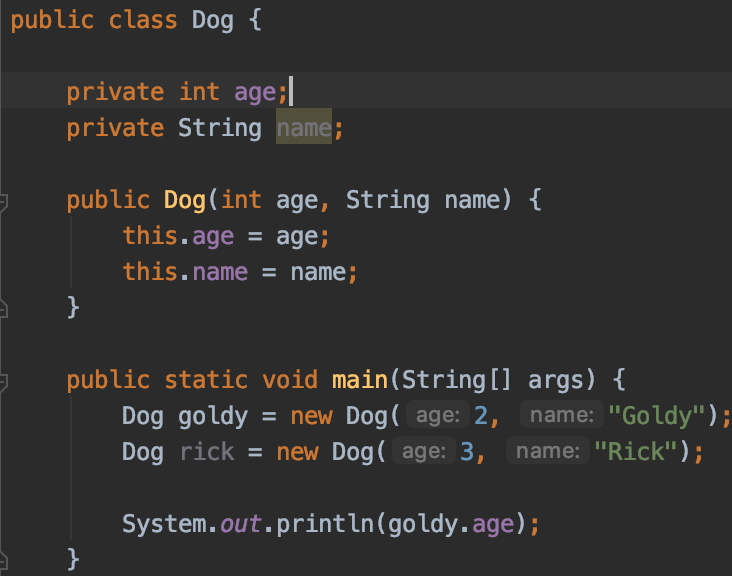 public class Dog {
private int age;
private String name;
public Dog(int age, String name) {
this.age = age;
this.name = name;
}
public static void main(String[] args) {
Dog goldy = new Dog( age: 2, name: "Goldy");
Dog rick = new Dog( age: 3, name: "Rick");
System.out.println(goldy.age);
}